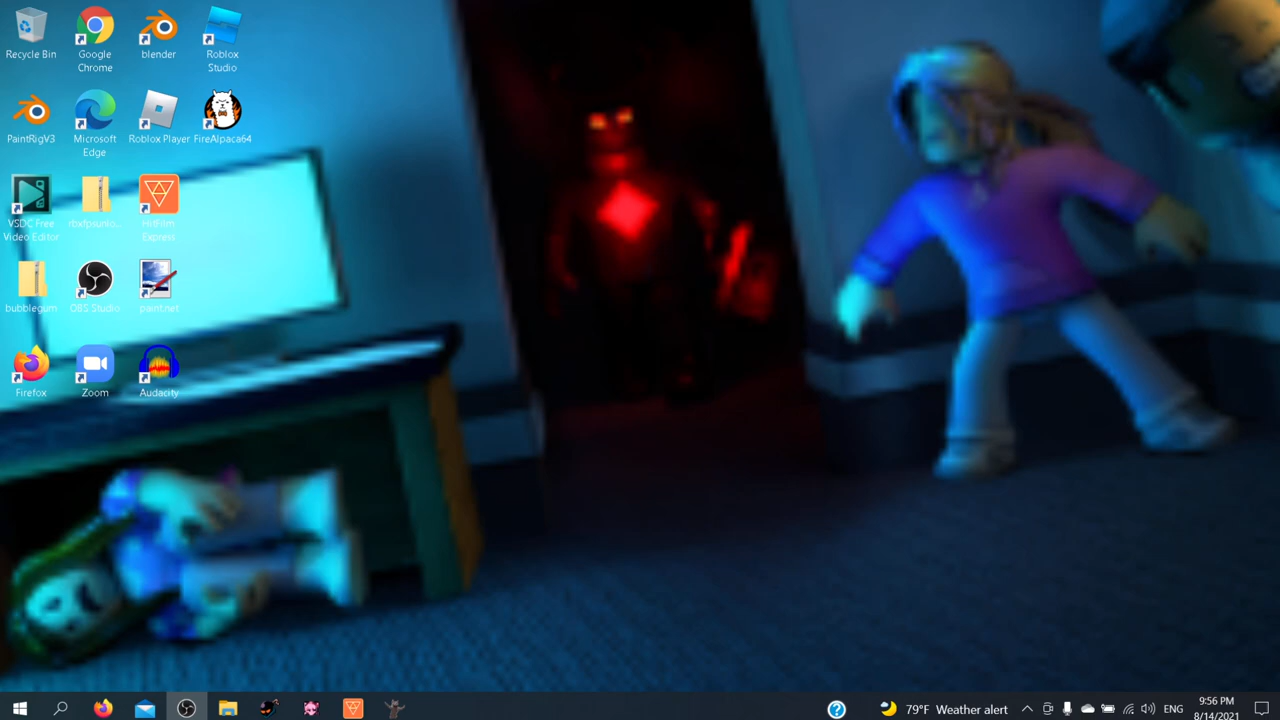 Recycle Bin
Google
Chrome
blender
Roblox
Studio
PaintRigV3
Microsoft
Edge
Roblox Player
FireAlpaca64
VSDC Free
Video Editor
rbxfpsunlo...
HitFilm
Express
bubblegum
OBS Studio
paint.net
Firefox
Zoom
Audacity
79°F Weather alert
ENG
9:56 PM
8/14/2021